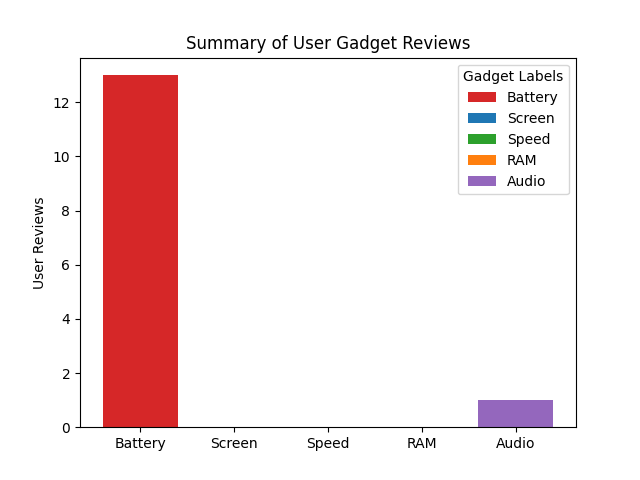 Summary of User Gadget Reviews
User Reviews
12
10
8
6
4
2
0
Gadget Labels
Battery
Screen
Speed
RAM
Audio
Battery Screen Speed RAM Audio